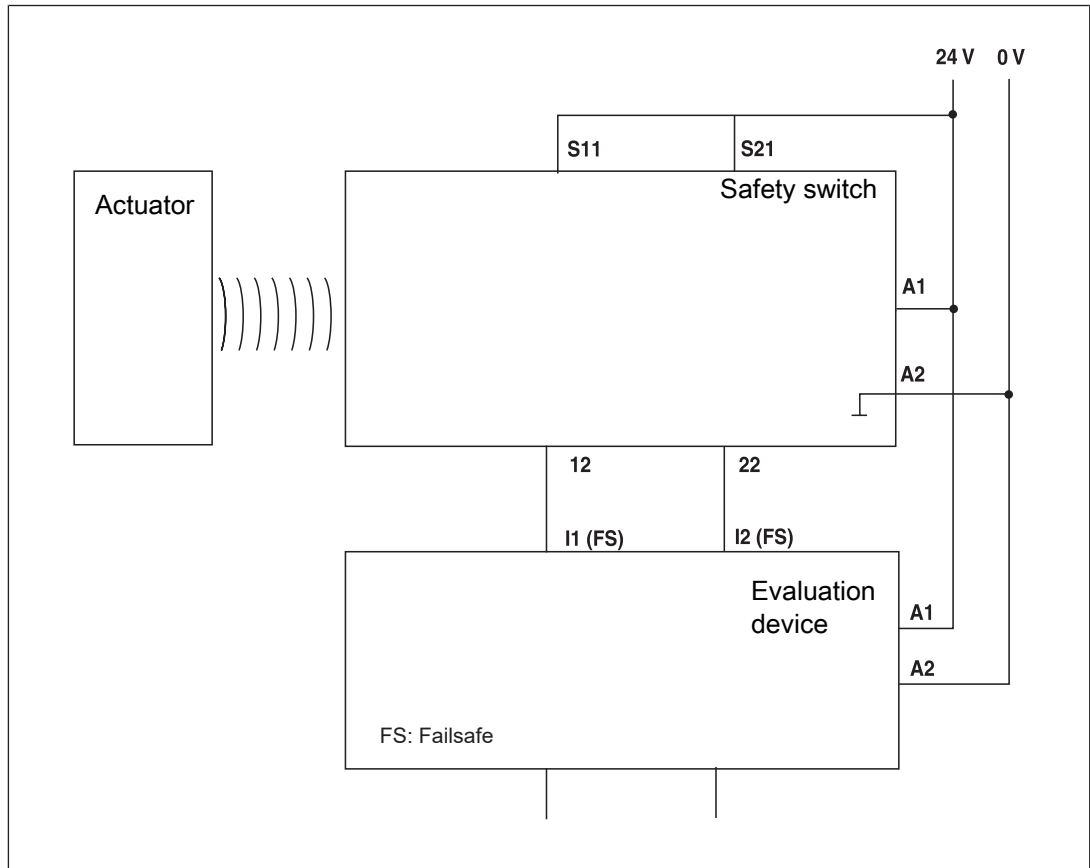 24 V 0 V
S11 S21
Safety switch
Actuator
A1
A2
12 22
I1 (FS) I2 (FS)
Evaluation
device
A1
A2
FS: Failsafe